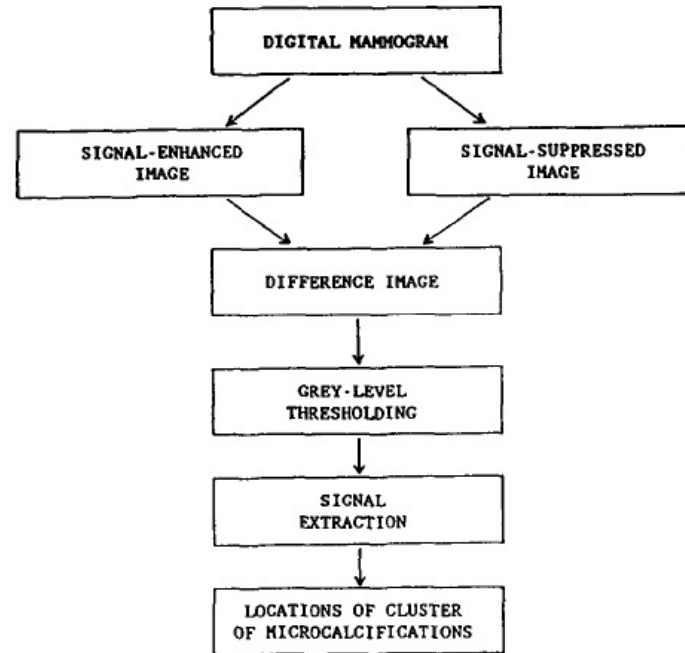 DIGITAL MAMMOGRAM
SIGNAL-ENHANCED
IMAGE
SIGNAL-SUPPRESSED
IMAGE
DIFFERENCE IMAGE
GREY-LEVEL
THRESHOLDING
SIGNAL
EXTRACTION
LOCATIONS OF CLUSTER
OF MICROCALCIFICATIONS